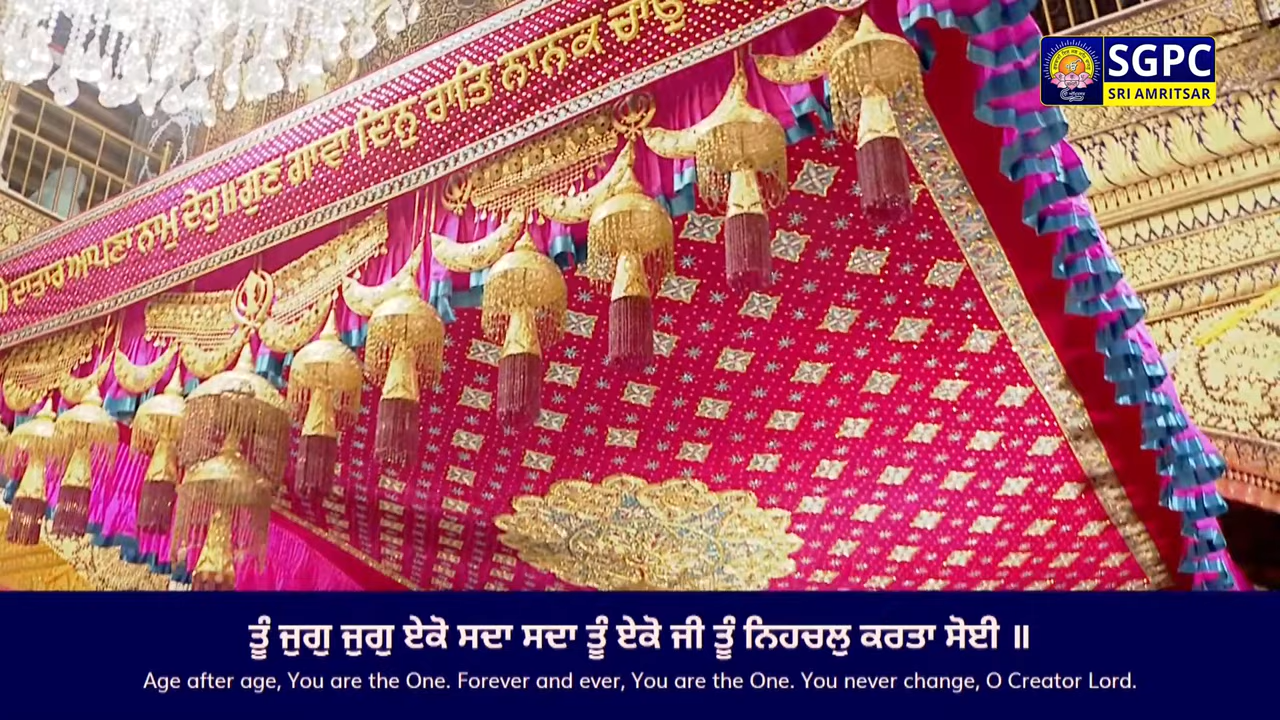 ਦਾਤਾਰ ਆਪਣਾ ਨਾਮੁ ਦੇਹੁ॥ਗੁਣ ਗਾਵਾ ਦਿਨੁ ਰਾਤਿ ਨਾਨਕ ਚਾਉ
SGPC
SRI AMRITSAR
ਤੂੰ ਜੁਗੁ ਜੁਗੁ ਏਕੋ ਸਦਾ ਸਦਾ ਤੂੰ ਏਕੋ ਜੀ ਤੂੰ ਨਿਹਚਲੁ ਕਰਤਾ ਸੋਈ ॥
Age after age, You are the One. Forever and ever, You are the One. You never change, O Creator Lord.